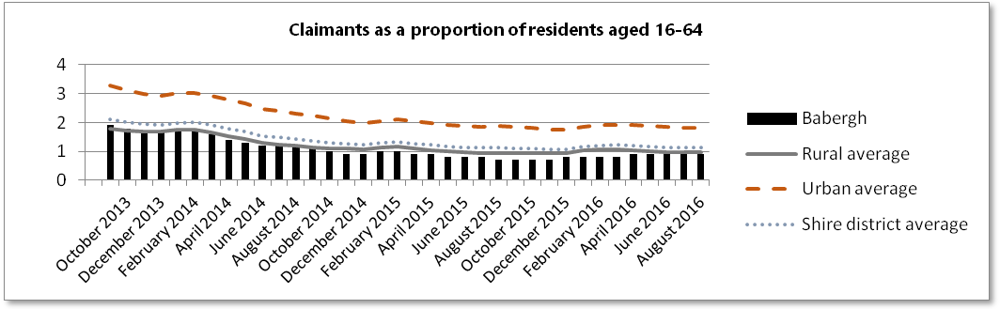 Claimants as a proportion of residents aged 16-64
4
3
2
1
0
October 2013
December 2013
February 2014
April 2014
June 2014
August 2014
October 2014
December 2014
February 2015
April 2015
June 2015
August 2015
October 2015
December 2015
February 2016
April 2016
June 2016
August 2016
Babergh
Rural average
Urban average
Shire district average